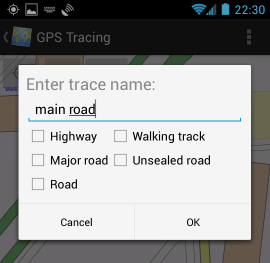 22:30
GPS Tracing
Enter trace name:
main road
Highway Walking track
Major road Unsealed road
Road
Cancel OK